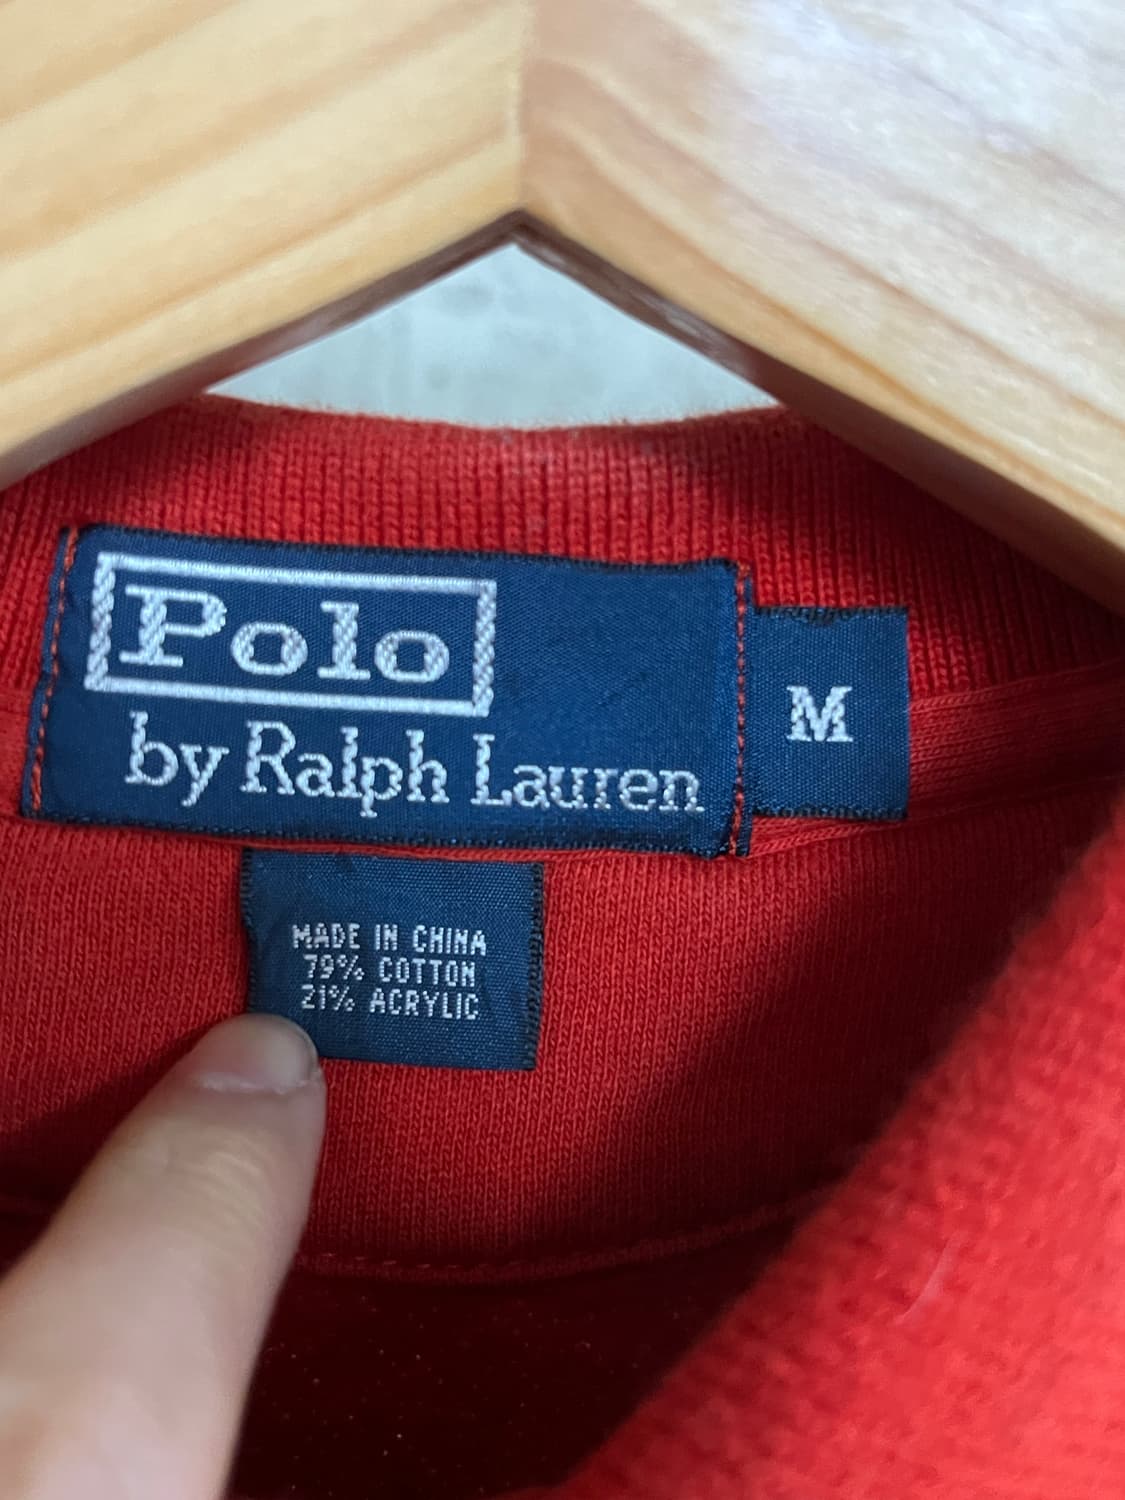 Polo
by Ralph Lauren
M
MADE IN CHINA
79% COTTON
21% ACRYLIC